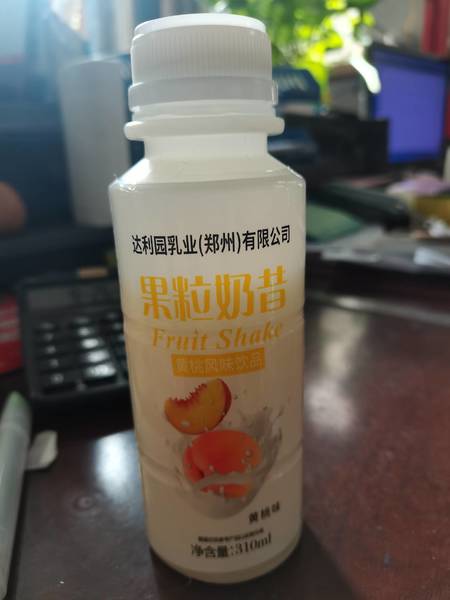 达利园乳业(郑州)有限公司
果粒奶昔
Fruit Shake
黄桃风味饮品
黄桃味
净含量:310ml